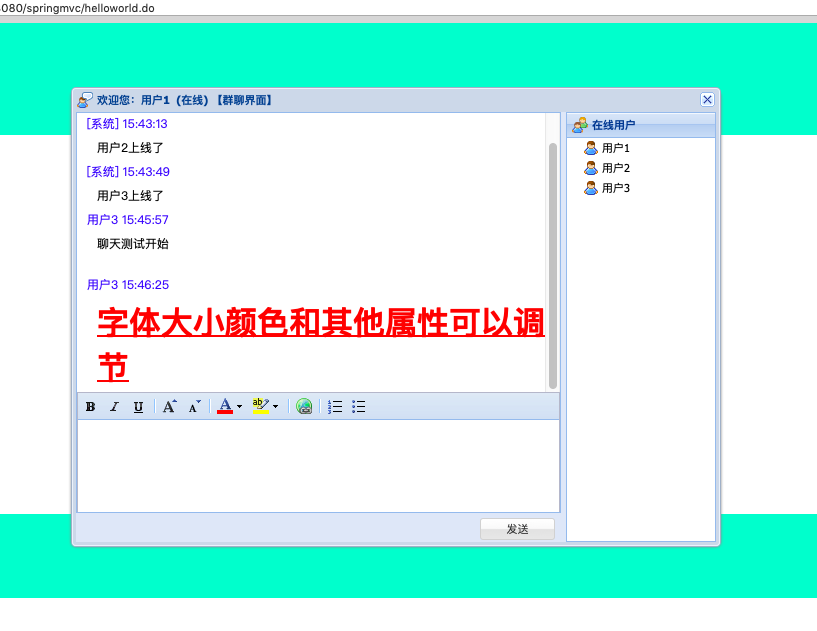 080/springmvc/helloworld.do
欢迎您：用户1（在线）【群聊界面】
[系统] 15:43:13
用户2上线了
[系统] 15:43:49
用户3上线了
用户3 15:45:57
聊天测试开始
用户3 15:46:25
字体大小颜色和其他属性可以调
节
B I U A A A ab
发送
在线用户
用户1
用户2
用户3